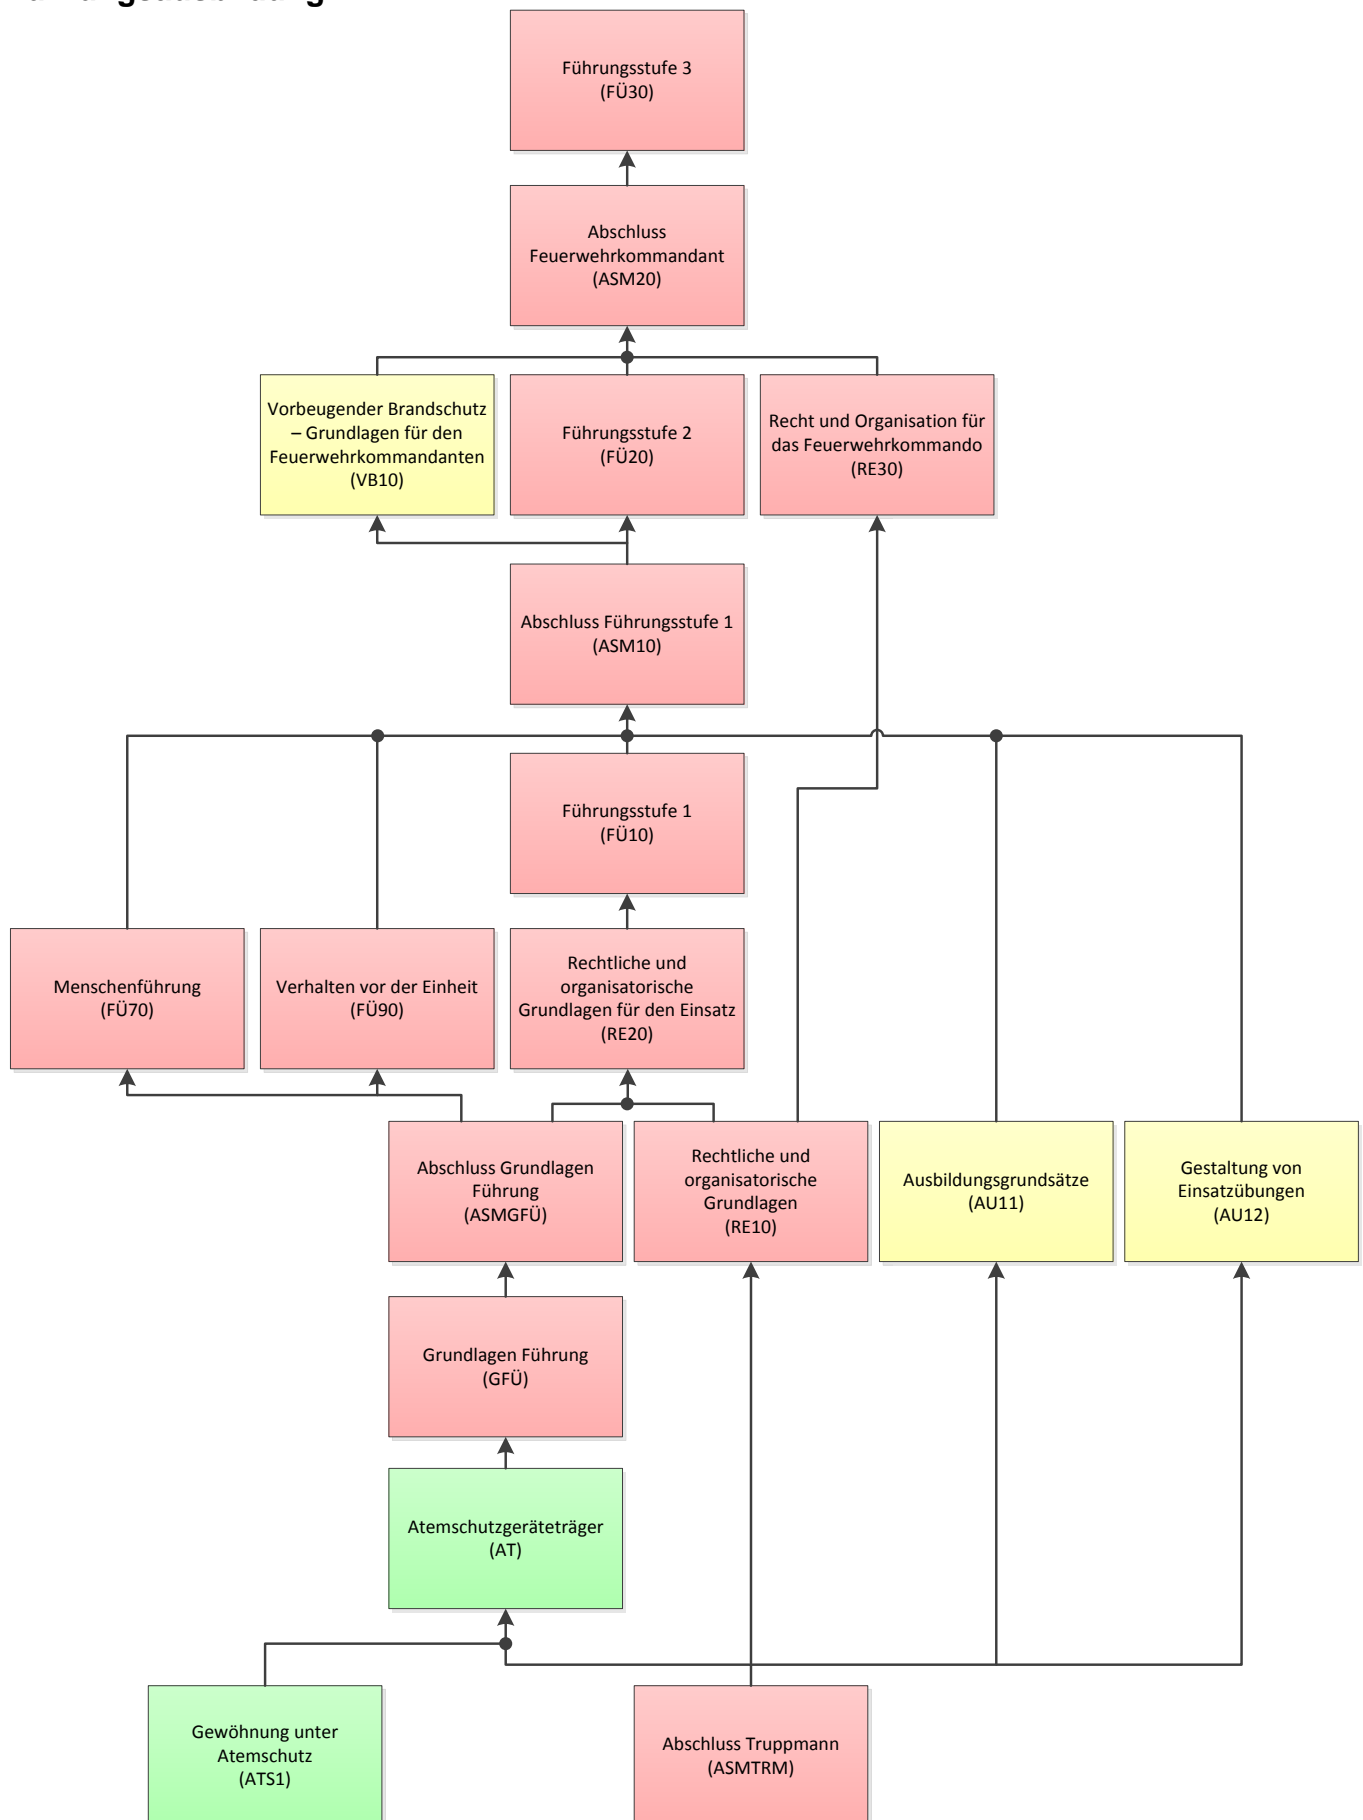 Führungsstufe 3
(FÜ30)
Abschluss
Feuerwehrkommandant
(ASM20)
Vorbeugender Brandschutz
– Grundlagen für den
Feuerwehrkommandanten
(VB10)
Führungsstufe 2
(FÜ20)
Recht und Organisation für
das Feuerwehrkommando
(RE30)
Abschluss Führungsstufe 1
(ASM10)
Führungsstufe 1
(FÜ10)
Menschenführung
(FÜ70)
Verhalten vor der Einheit
(FÜ90)
Rechtliche und
organisatorische
Grundlagen für den Einsatz
(RE20)
Abschluss Grundlagen
Führung
(ASMGFÜ)
Rechtliche und
organisatorische
Grundlagen
(RE10)
Ausbildungsgrundsätze
(AU11)
Gestaltung von
Einsatzübungen
(AU12)
Grundlagen Führung
(GFÜ)
Atemschutzgeräteträger
(AT)
Gewöhnung unter
Atemschutz
(ATS1)
Abschluss Truppmann
(ASMTRM)